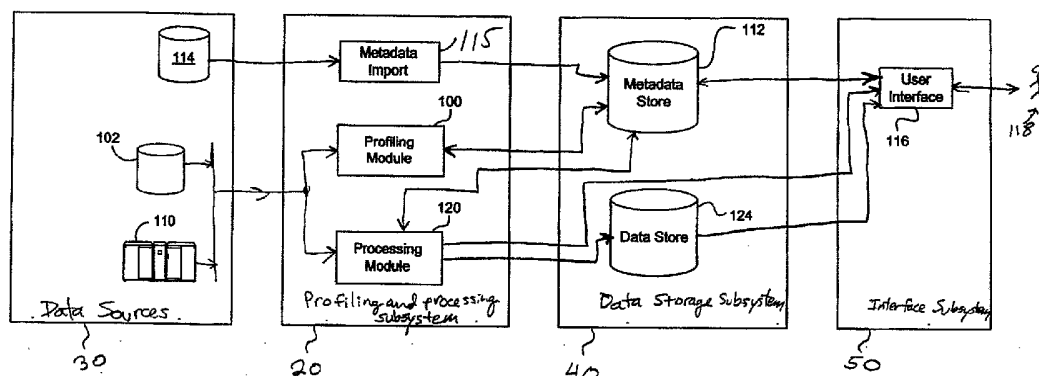 114
Metadata
Import
115
112
Metadata
Store
User
Interface
116
118
102
100
Profiling
Module
110
120
Processing
Module
124
Data Store
Data Sources
Profiling and processing
subsystem
Data Storage Subsystem
Interface Subsystem
30
20
40
50